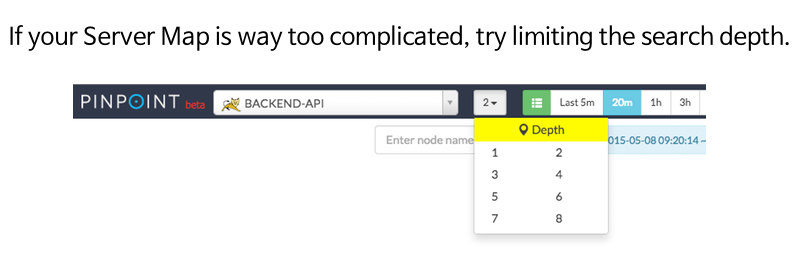 If your Server Map is way too complicated, try limiting the search depth.
PINPOINT beta BACKEND-API 2 Last 5m 20m 1h 3h
Depth
Enter node name 015-05-08 09:20:14 ~
1 2
3 4
5 6
7 8